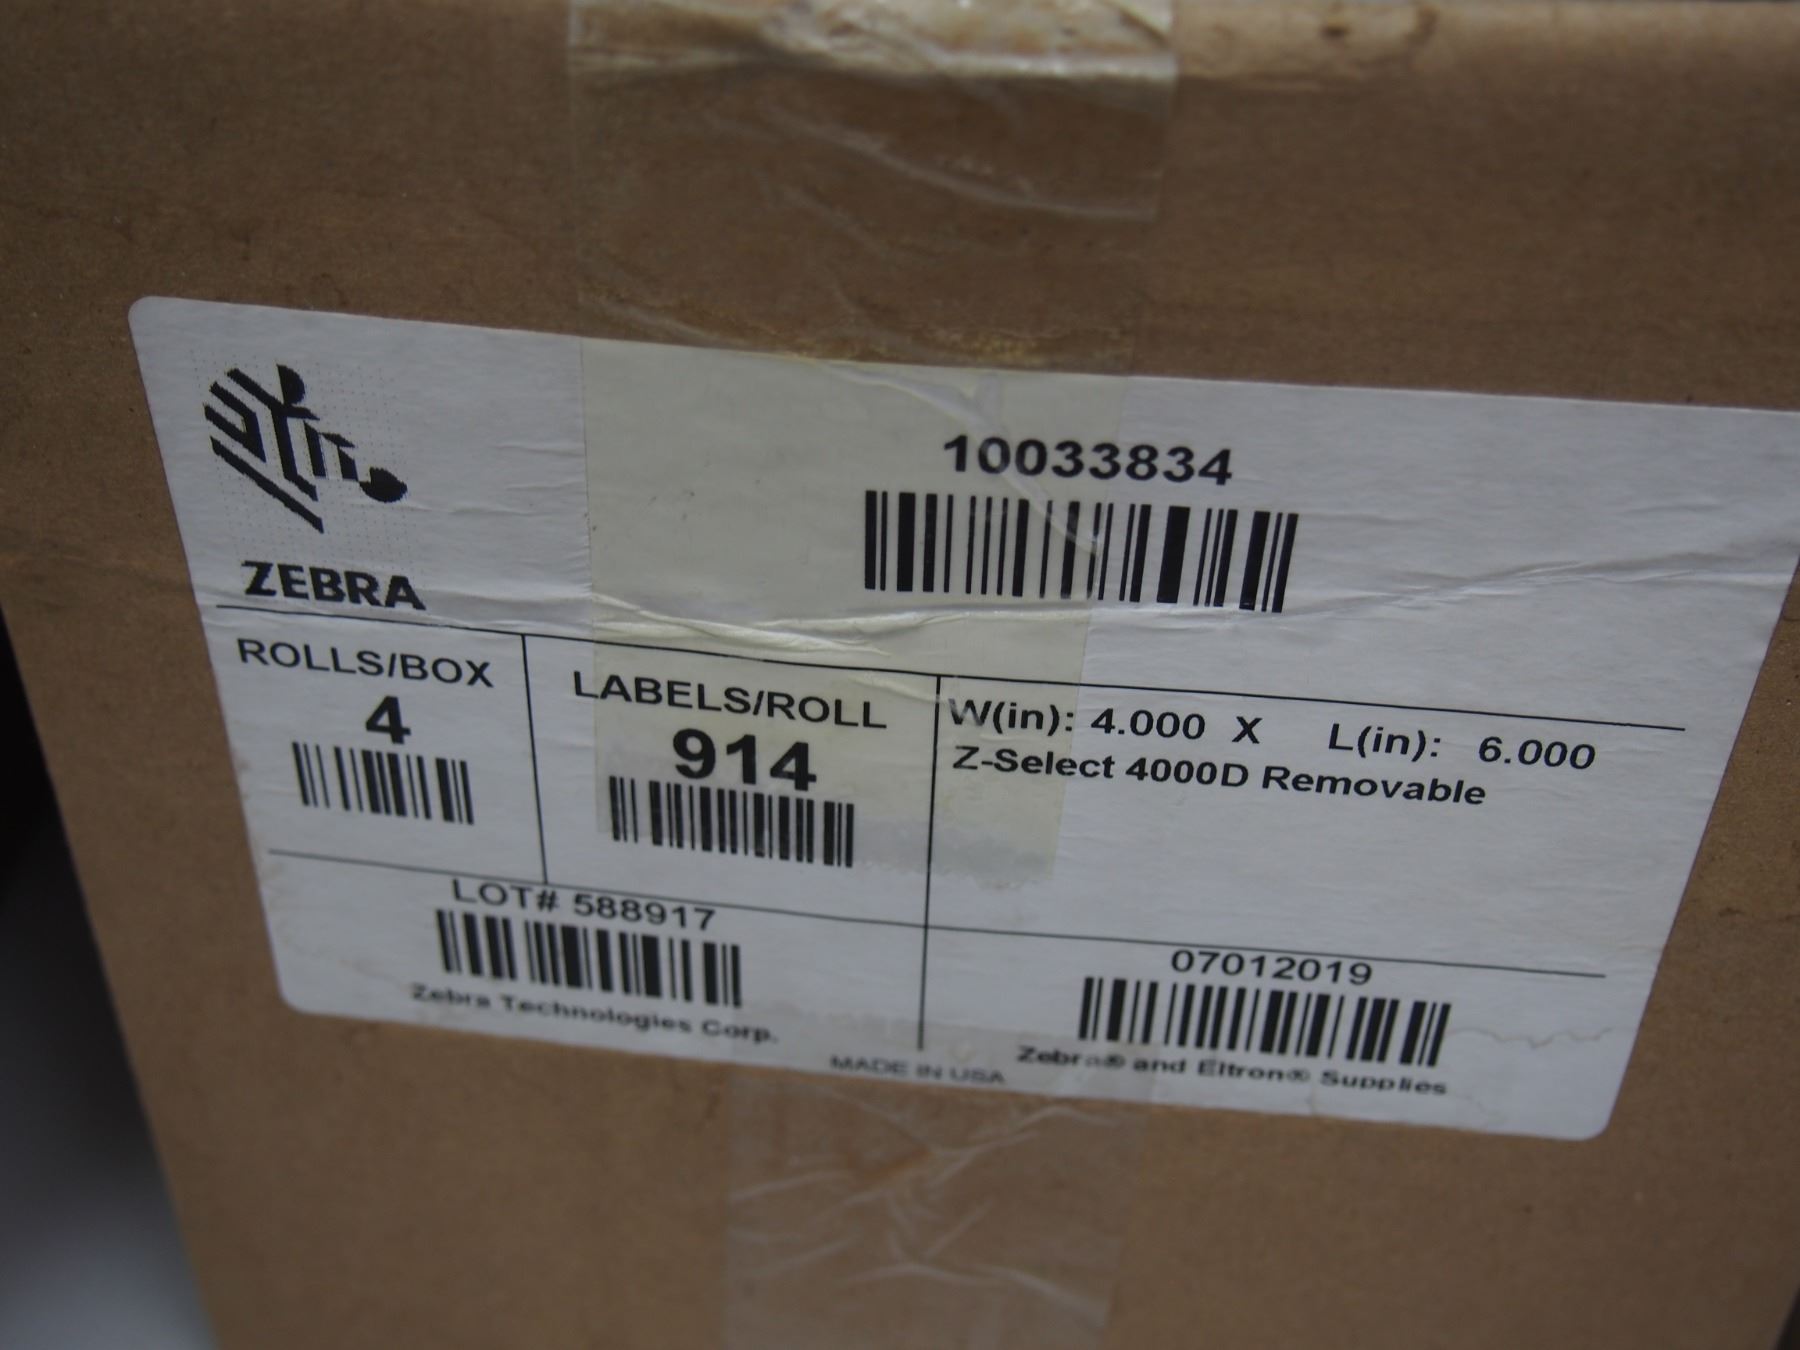 ZEBRA
10033834
ROLLS/BOX
4
LABELS/ROLL
914
W(in): 4.000 X L(in): 6.000
Z-Select 4000D Removable
LOT# 588917
Zebra Technologies Corp.
07012019
Zebra® and Eltron® Supplies
MADE IN USA